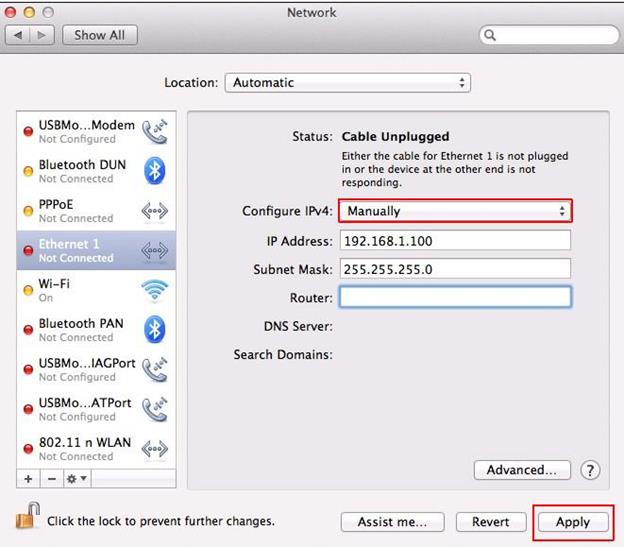 Network
Show All
Location: Automatic
USBMo...Modem
Not Configured
Bluetooth DUN
Not Connected
PPPoE
Not Connected
Ethernet 1
Not Connected
Wi-Fi
On
Bluetooth PAN
Not Connected
USBMo...IAGPort
Not Configured
USBMo...ATPort
Not Configured
802.11 n WLAN
Not Connected
Status: Cable Unplugged
Either the cable for Ethernet 1 is not plugged
in or the device at the other end is not
responding.
Configure IPv4: Manually
IP Address: 192.168.1.100
Subnet Mask: 255.255.255.0
Router:
DNS Server:
Search Domains:
Advanced... ?
+ −
Click the lock to prevent further changes.
Assist me... Revert Apply